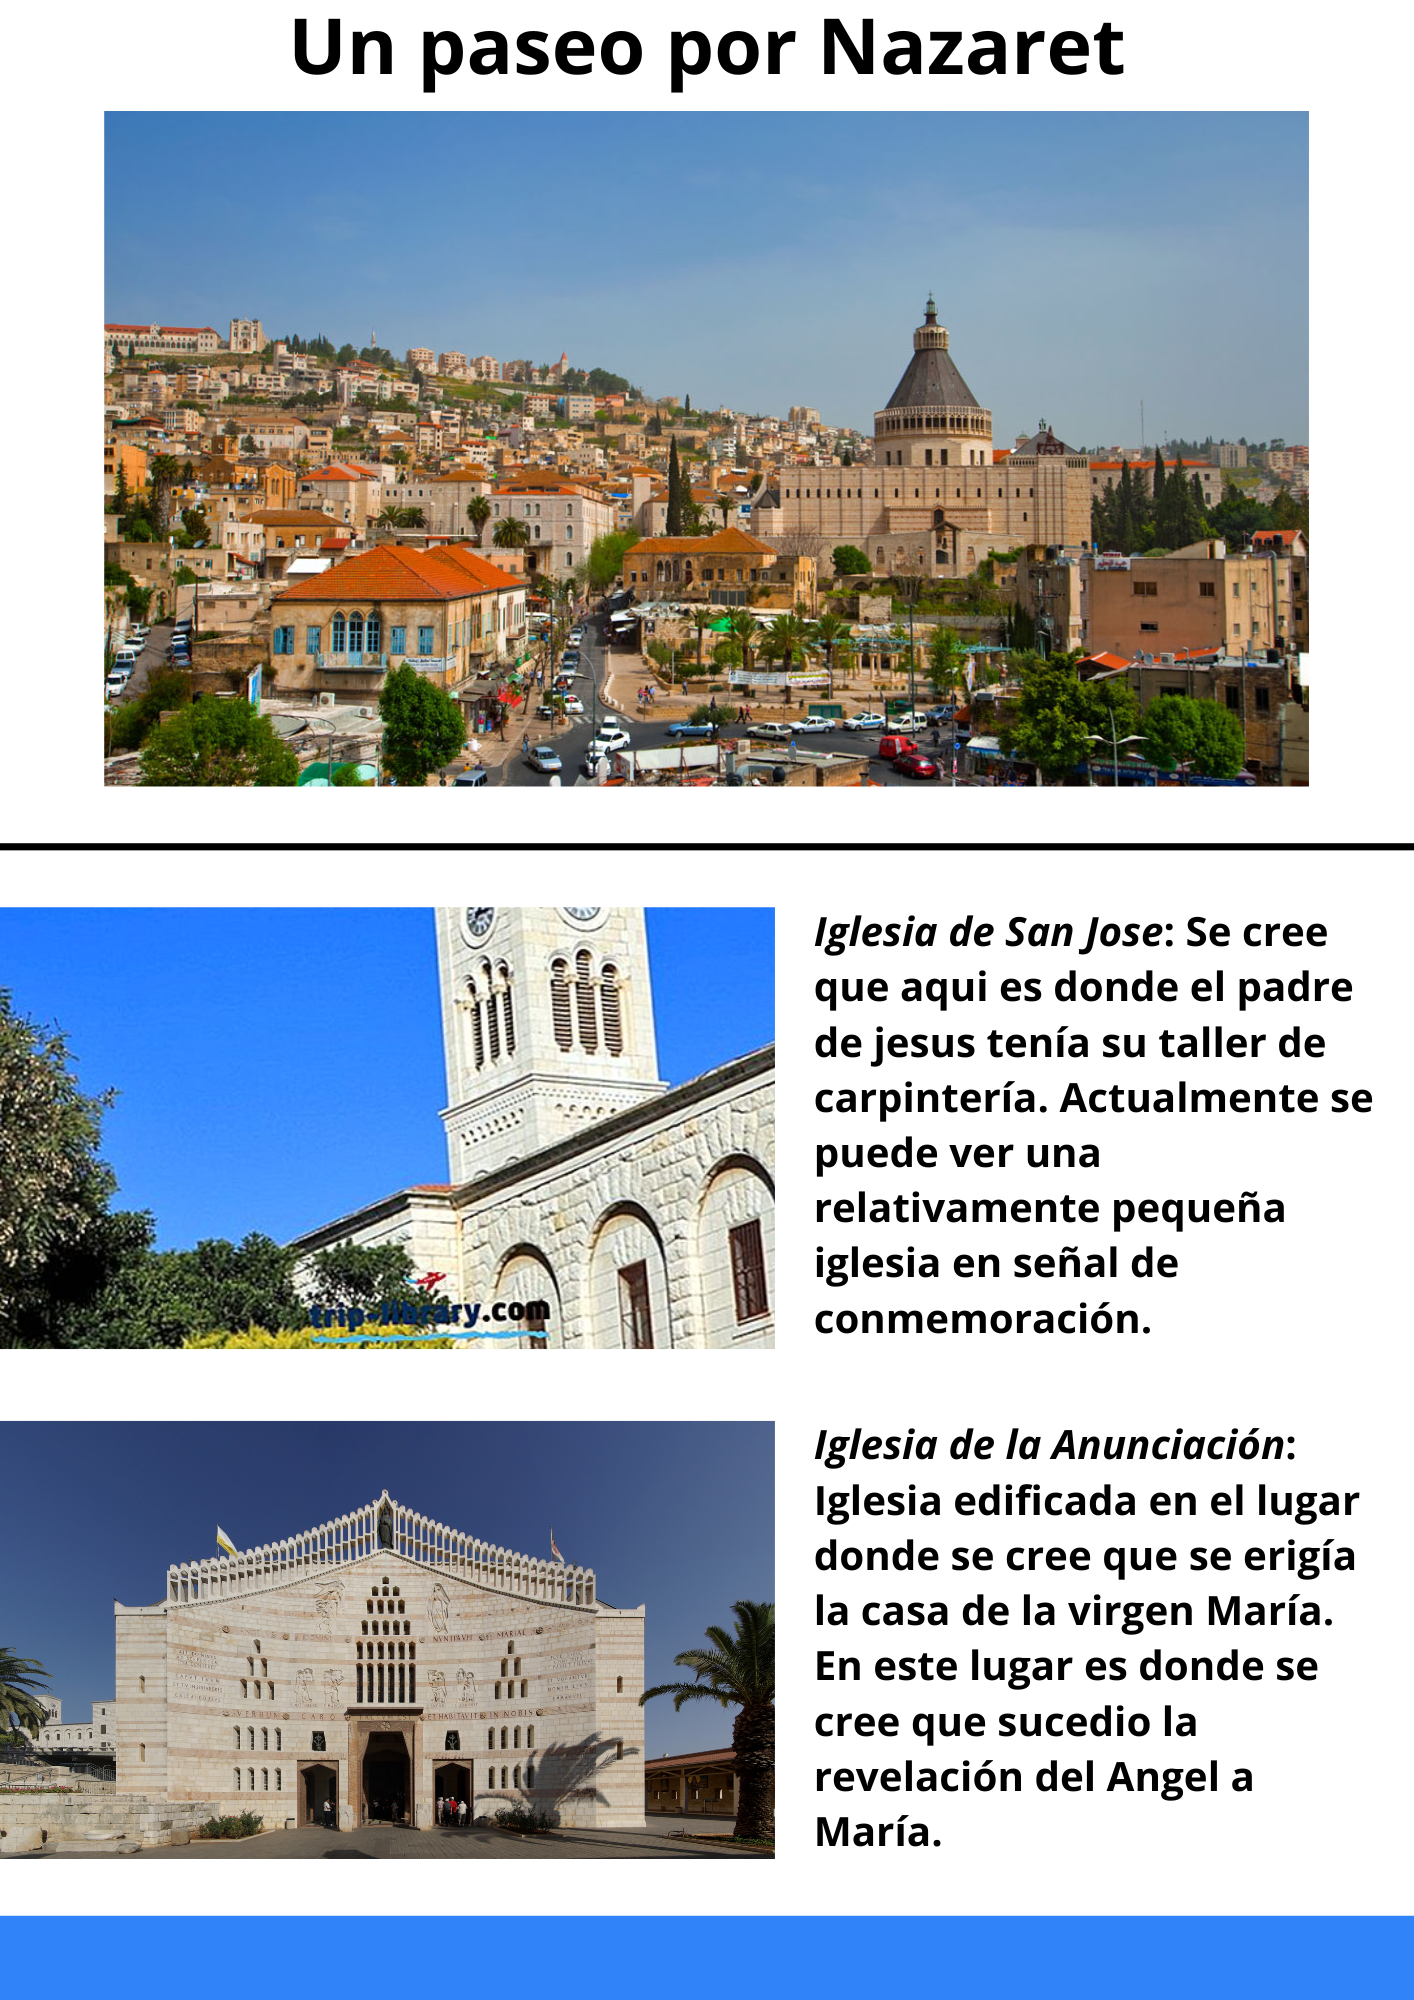 Un paseo por Nazaret
Iglesia de San Jose: Se cree
que aqui es donde el padre
de jesus tenía su taller de
carpintería. Actualmente se
puede ver una
relativamente pequeña
iglesia en señal de
conmemoración.
trip-library.com
Iglesia de la Anunciación:
Iglesia edificada en el lugar
donde se cree que se erigía
la casa de la virgen María.
En este lugar es donde se
cree que sucedio la
revelación del Angel a
María.
VERBUM CARO ET HABITAVIT IN NOBIS